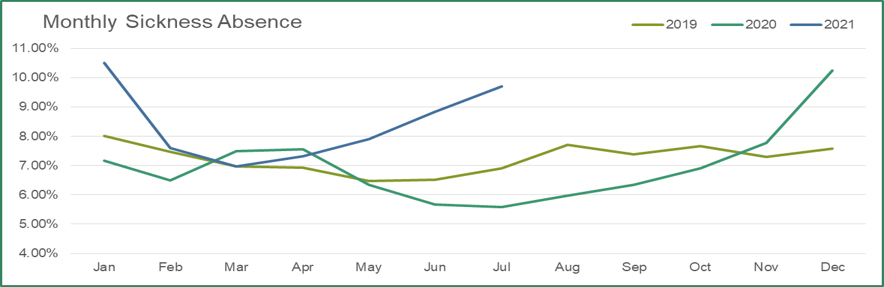 Monthly Sickness Absence
2019 2020 2021
11.00%
10.00%
9.00%
8.00%
7.00%
6.00%
5.00%
4.00%
Jan Feb Mar Apr May Jun Jul Aug Sep Oct Nov Dec